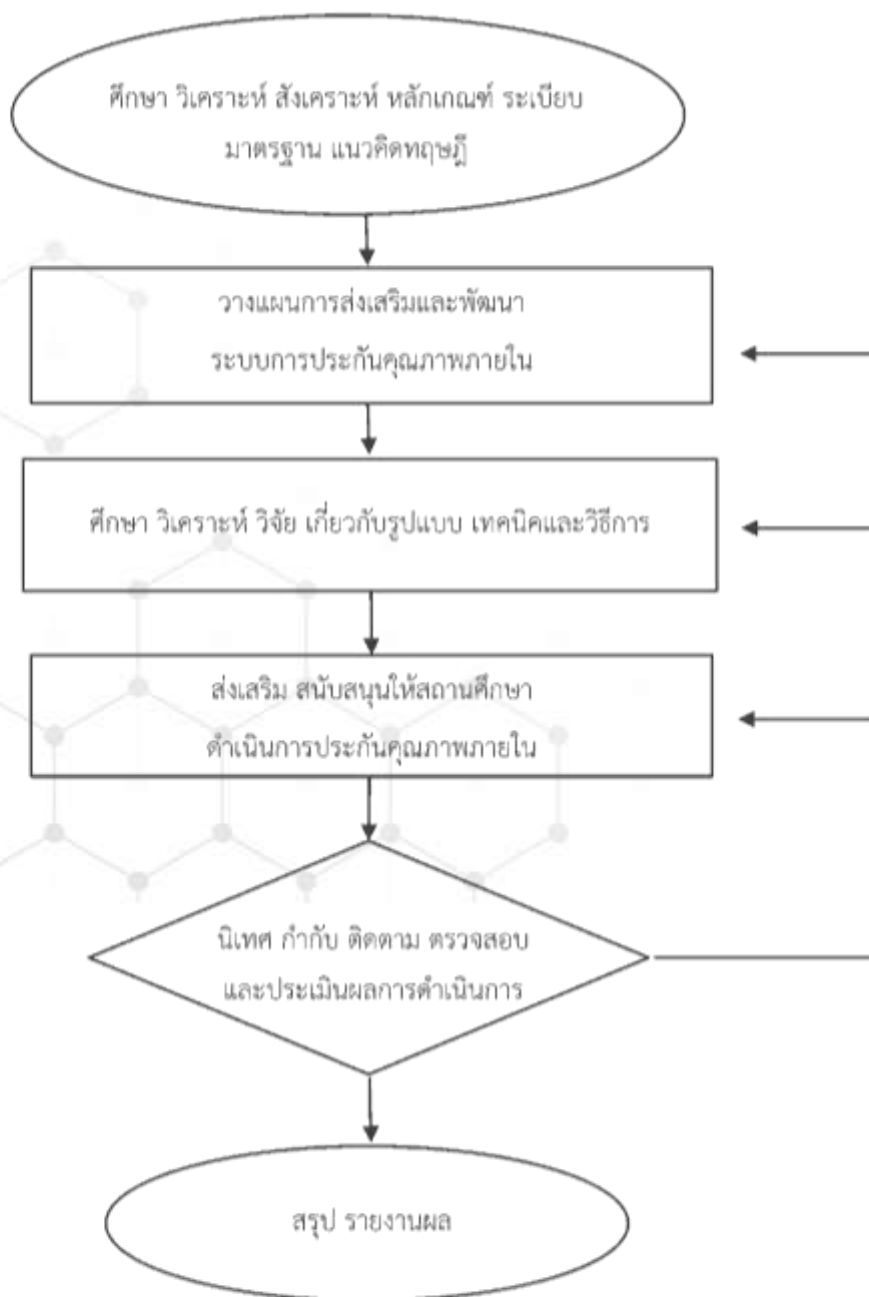 ศึกษา วิเคราะห์ สังเคราะห์ หลักเกณฑ์ ระเบียบ
มาตรฐาน แนวคิดทฤษฎี
วางแผนการส่งเสริมและพัฒนา
ระบบการประกันคุณภาพภายใน
ศึกษา วิเคราะห์ วิจัย เกี่ยวกับรูปแบบ เทคนิคและวิธีการ
ส่งเสริม สนับสนุนให้สถานศึกษา
ดำเนินการประกันคุณภาพภายใน
นิเทศ กำกับ ติดตาม ตรวจสอบ
และประเมินผลการดำเนินการ
สรุป รายงานผล